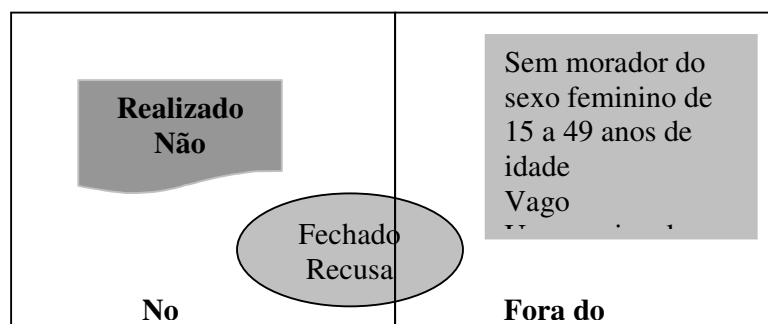 Realizado
Não
Sem morador do
sexo feminino de
15 a 49 anos de
idade
Vago
Fechado
Recusa
No
Fora do